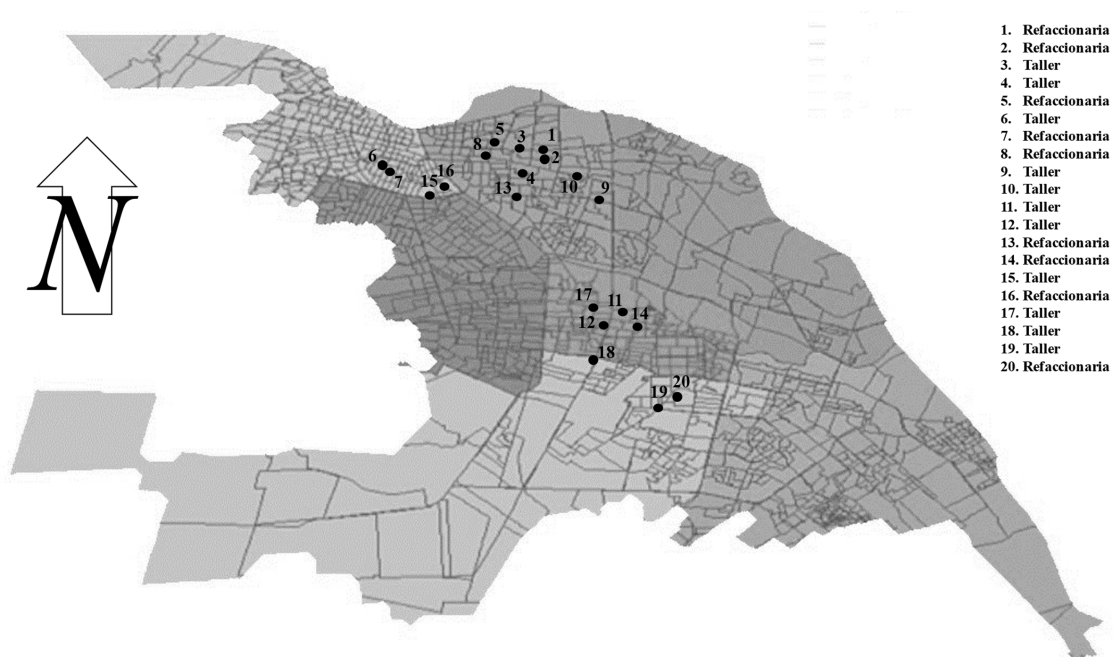 N
1. Refaccionaria
2. Refaccionaria
3. Taller
4. Taller
5. Refaccionaria
6. Taller
7. Refaccionaria
8. Refaccionaria
9. Taller
10. Taller
11. Taller
12. Taller
13. Refaccionaria
14. Refaccionaria
15. Taller
16. Refaccionaria
17. Taller
18. Taller
19. Taller
20. Refaccionaria
5 3 1
8 2
6 7 15 16
4 10 9
13
17 11
12 14
18
19 20